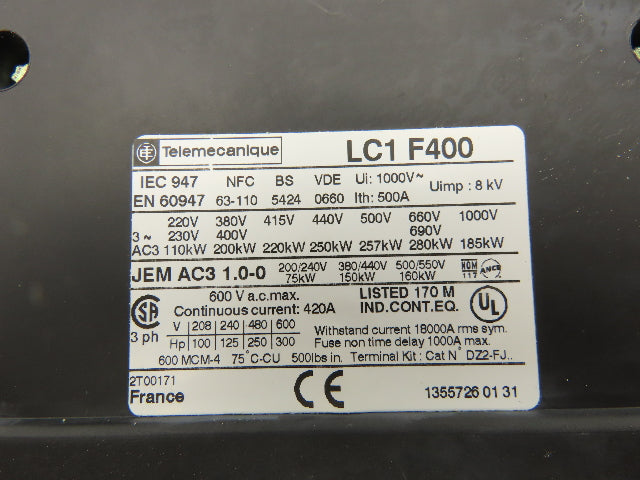 Telemecanique LC1 F400
IEC 947 NFC BS VDE Ui: 1000V~ Uimp : 8 kV
EN 60947 63-110 5424 0660 Ith: 500A
220V 380V 415V 440V 500V 660V 1000V
3 ~ 230V 400V 690V
AC3 110kW 200kW 220kW 250kW 257kW 280kW 185kW
JEM AC3 1.0-0 200/240V 75kW 380/440V 150kW 500/550V 160kW NOM 117 ANCE
600 V a.c.max. LISTED 170 M
Continuous current: 420A IND.CONT.EQ.
SA UL
V 208 240 480 600 Withstand current 18000A rms sym.
3 ph Hp 100 125 250 300 Fuse non time delay 1000A max.
600 MCM-4 75°C-CU 500lbs in. Terminal Kit : Cat N° DZ2-FJ..
2T00171
France CE 1355726 01 31